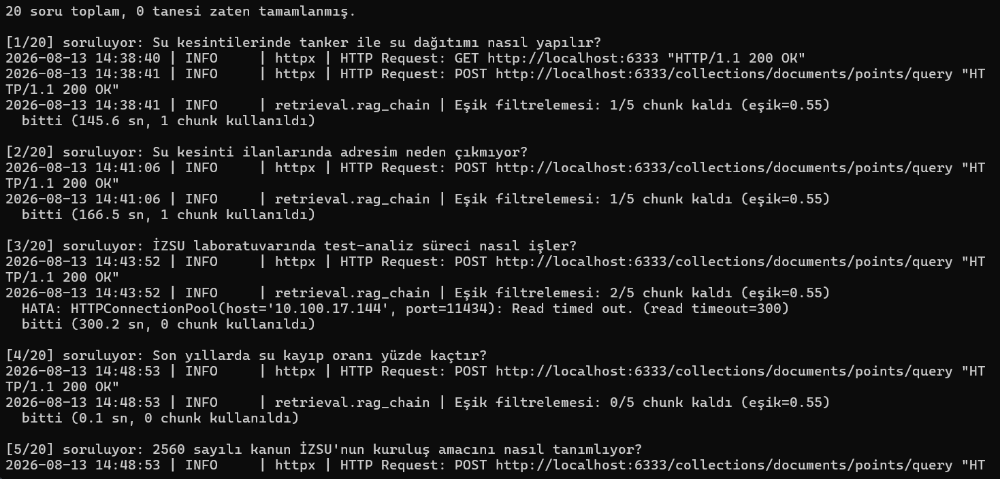 20 soru toplam, 0 tanesi zaten tamamlanmış.
[1/20] soruluyor: Su kesintilerinde tanker ile su dağıtımı nasıl yapılır?
2026-08-13 14:38:40 | INFO     | httpx | HTTP Request: GET http://localhost:6333 "HTTP/1.1 200 OK"
2026-08-13 14:38:41 | INFO     | httpx | HTTP Request: POST http://localhost:6333/collections/documents/points/query "HT
TP/1.1 200 OK"
2026-08-13 14:38:41 | INFO     | retrieval.rag_chain | Eşik filtrelemesi: 1/5 chunk kaldı (eşik=0.55)
  bitti (145.6 sn, 1 chunk kullanıldı)
[2/20] soruluyor: Su kesinti ilanlarında adresim neden çıkmıyor?
2026-08-13 14:41:06 | INFO     | httpx | HTTP Request: POST http://localhost:6333/collections/documents/points/query "HT
TP/1.1 200 OK"
2026-08-13 14:41:06 | INFO     | retrieval.rag_chain | Eşik filtrelemesi: 1/5 chunk kaldı (eşik=0.55)
  bitti (166.5 sn, 1 chunk kullanıldı)
[3/20] soruluyor: İZSU laboratuvarında test-analiz süreci nasıl işler?
2026-08-13 14:43:52 | INFO     | httpx | HTTP Request: POST http://localhost:6333/collections/documents/points/query "HT
TP/1.1 200 OK"
2026-08-13 14:43:52 | INFO     | retrieval.rag_chain | Eşik filtrelemesi: 2/5 chunk kaldı (eşik=0.55)
  HATA: HTTPConnectionPool(host='10.100.17.144', port=11434): Read timed out. (read timeout=300)
  bitti (300.2 sn, 0 chunk kullanıldı)
[4/20] soruluyor: Son yıllarda su kayıp oranı yüzde kaçtır?
2026-08-13 14:48:53 | INFO     | httpx | HTTP Request: POST http://localhost:6333/collections/documents/points/query "HT
TP/1.1 200 OK"
2026-08-13 14:48:53 | INFO     | retrieval.rag_chain | Eşik filtrelemesi: 0/5 chunk kaldı (eşik=0.55)
  bitti (0.1 sn, 0 chunk kullanıldı)
[5/20] soruluyor: 2560 sayılı kanun İZSU'nun kuruluş amacını nasıl tanımlıyor?
2026-08-13 14:48:53 | INFO     | httpx | HTTP Request: POST http://localhost:6333/collections/documents/points/query "HT